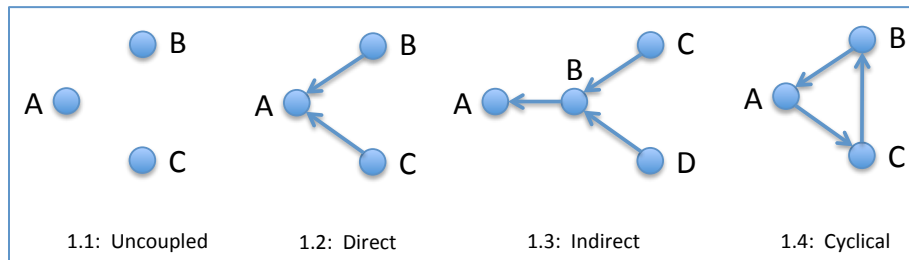 B
A
C
1.1: Uncoupled
B
A
C
1.2: Direct
C
B
A
D
1.3: Indirect
B
A
C
1.4: Cyclical